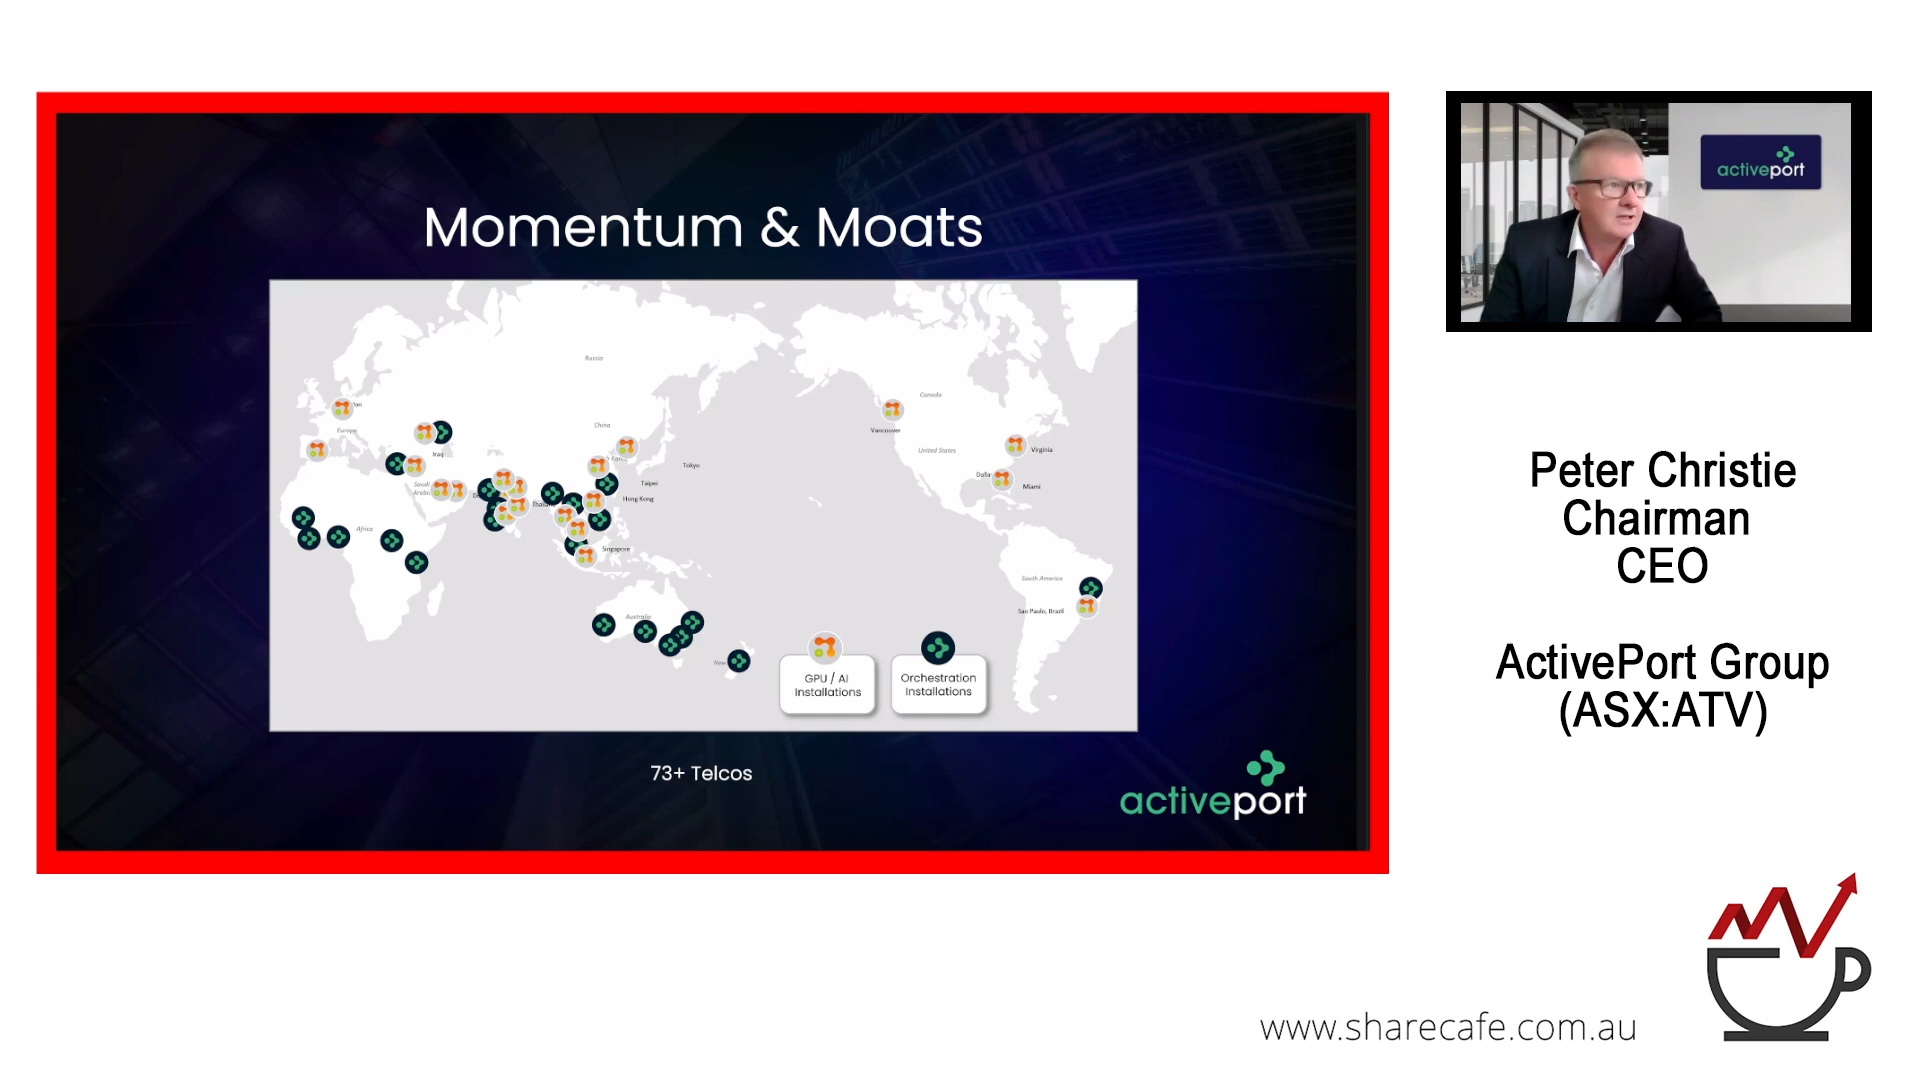 Momentum & Moats
Russia
Canada
China
Europe
Vancouver
Iraq
United States
Virginia
Tokyo
Saudi
Taipei
Miami
Hong Kong
Africa
Singapore
South America
Sao Paulo, Brazil
Australia
GPU / AI
Installations
Orchestration
Installations
73+ Telcos
activeport
activeport
Peter Christie
Chairman
CEO
ActivePort Group
(ASX:ATV)
www.sharecafe.com.au